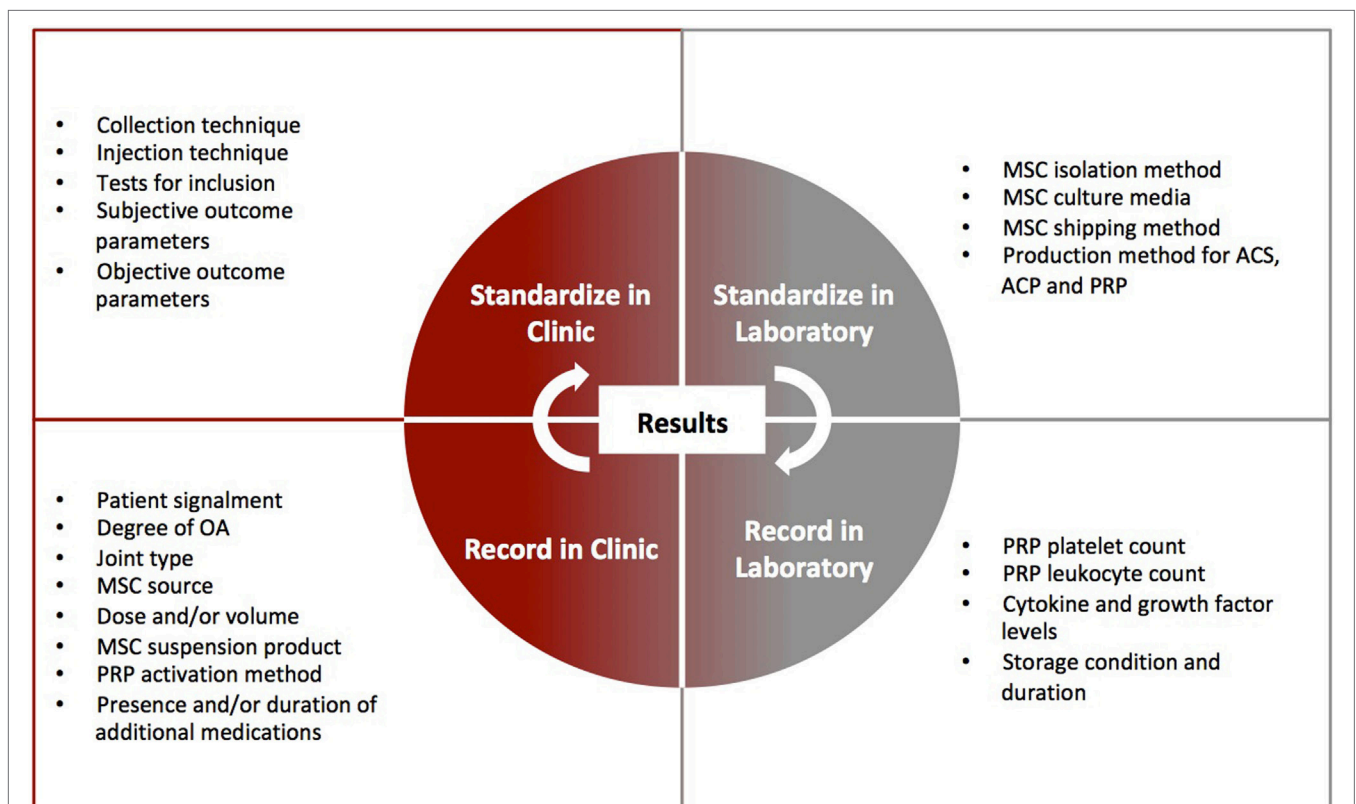 • Collection technique
• Injection technique
• Tests for inclusion
• Subjective outcome
parameters
• Objective outcome
parameters
Standardize in
Clinic
Standardize in
Laboratory
• MSC isolation method
• MSC culture media
• MSC shipping method
• Production method for ACS,
ACP and PRP
Results
• Patient signalment
• Degree of OA
• Joint type
• MSC source
• Dose and/or volume
• MSC suspension product
• PRP activation method
• Presence and/or duration of
additional medications
Record in Clinic
Record in
Laboratory
• PRP platelet count
• PRP leukocyte count
• Cytokine and growth factor
levels
• Storage condition and
duration